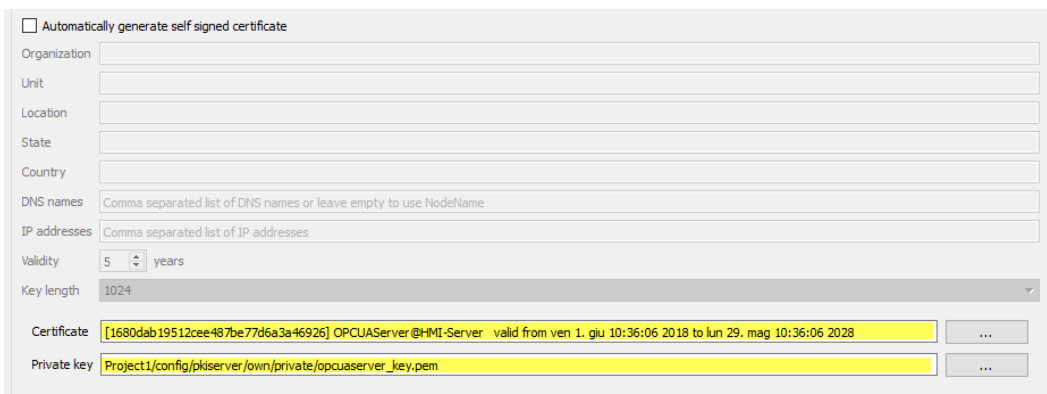 Automatically generate self signed certificate
Organization
Unit
Location
State
Country
DNS names Comma separated list of DNS names or leave empty to use NodeName
IP addresses Comma separated list of IP addresses
Validity 5 years
Key length 1024
Certificate [1680dab19512cee487be77d6a3a46926] OPCUAServer@HMI-Server valid from ven 1. giu 10:36:06 2018 to lun 29. mag 10:36:06 2028 ...
Private key Project1/config/pkiserver/own/private/opcuaserver_key.pem ...